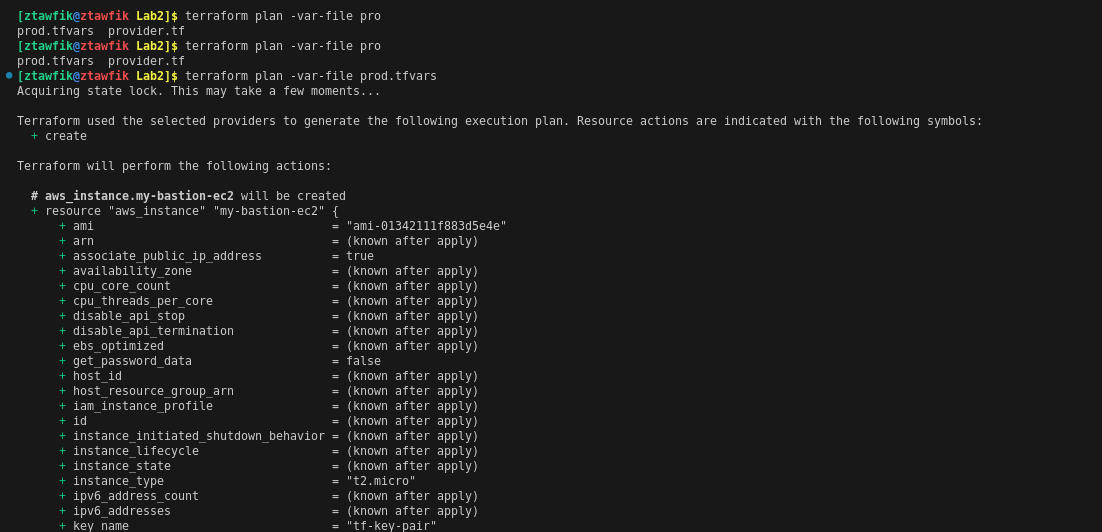 [ztawfik@ztawfik Lab2]$ terraform plan -var-file pro
prod.tfvars  provider.tf
[ztawfik@ztawfik Lab2]$ terraform plan -var-file pro
prod.tfvars  provider.tf
[ztawfik@ztawfik Lab2]$ terraform plan -var-file prod.tfvars
Acquiring state lock. This may take a few moments...
Terraform used the selected providers to generate the following execution plan. Resource actions are indicated with the following symbols:
  + create
Terraform will perform the following actions:
  # aws_instance.my-bastion-ec2 will be created
  + resource "aws_instance" "my-bastion-ec2" {
      + ami                                  = "ami-01342111f883d5e4e"
      + arn                                  = (known after apply)
      + associate_public_ip_address          = true
      + availability_zone                    = (known after apply)
      + cpu_core_count                       = (known after apply)
      + cpu_threads_per_core                 = (known after apply)
      + disable_api_stop                     = (known after apply)
      + disable_api_termination              = (known after apply)
      + ebs_optimized                        = (known after apply)
      + get_password_data                    = false
      + host_id                              = (known after apply)
      + host_resource_group_arn              = (known after apply)
      + iam_instance_profile                 = (known after apply)
      + id                                   = (known after apply)
      + instance_initiated_shutdown_behavior = (known after apply)
      + instance_lifecycle                   = (known after apply)
      + instance_state                       = (known after apply)
      + instance_type                        = "t2.micro"
      + ipv6_address_count                   = (known after apply)
      + ipv6_addresses                       = (known after apply)
      + key_name                             = "tf-key-pair"